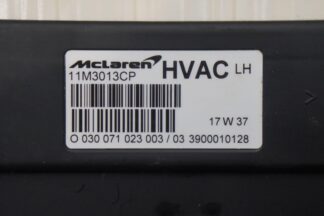 McLaren HVAC LH
11M3013CP
17 W 37
O 030 071 023 003 / 03 3900010128